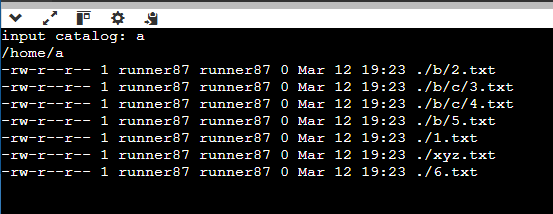 input catalog: a
/home/a
-rw-r--r-- 1 runner87 runner87 0 Mar 12 19:23 ./b/2.txt
-rw-r--r-- 1 runner87 runner87 0 Mar 12 19:23 ./b/c/3.txt
-rw-r--r-- 1 runner87 runner87 0 Mar 12 19:23 ./b/c/4.txt
-rw-r--r-- 1 runner87 runner87 0 Mar 12 19:23 ./b/5.txt
-rw-r--r-- 1 runner87 runner87 0 Mar 12 19:23 ./1.txt
-rw-r--r-- 1 runner87 runner87 0 Mar 12 19:23 ./xyz.txt
-rw-r--r-- 1 runner87 runner87 0 Mar 12 19:23 ./6.txt